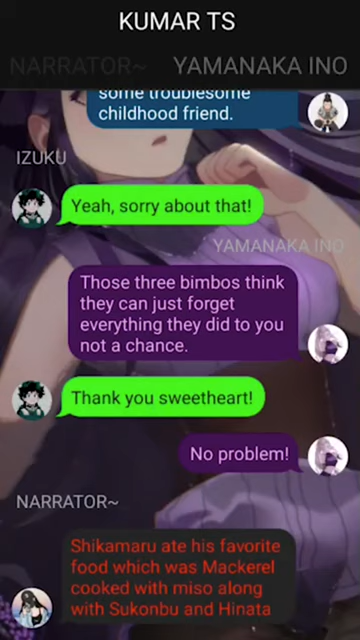 KUMAR TS
NARRATOR~ YAMANAKA INO
some troublesome
childhood friend.
IZUKU
Yeah, sorry about that!
YAMANAKA INO
Those three bimbos think
they can just forget
everything they did to you
not a chance.
Thank you sweetheart!
No problem!
NARRATOR~
Shikamaru ate his favorite
food which was Mackerel
cooked with miso along
with Sukonbu and Hinata